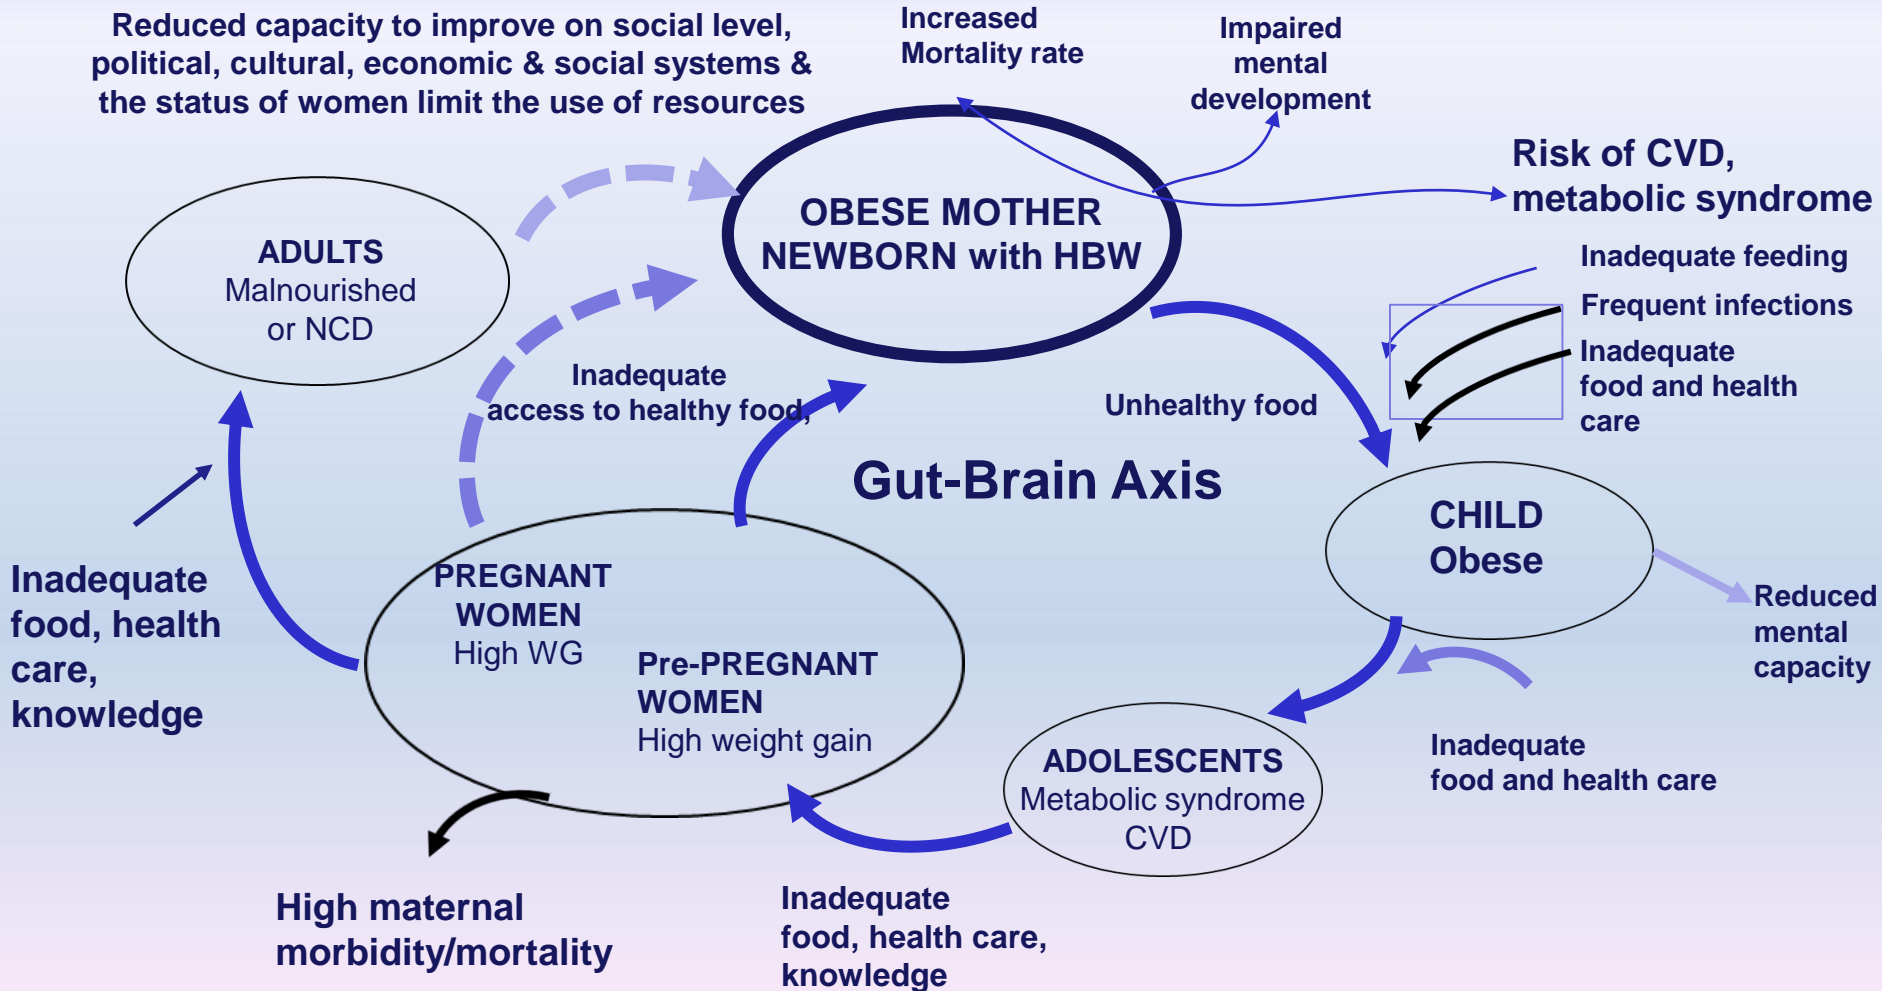 Reduced capacity to improve on social level,
political, cultural, economic & social systems &
the status of women limit the use of resources
Increased
Mortality rate
Impaired
mental
development
Risk of CVD,
metabolic syndrome
OBESE MOTHER
NEWBORN with HBW
ADULTS
Malnourished
or NCD
Inadequate feeding
Frequent infections
Inadequate
food and health
care
Inadequate
access to healthy food,
Unhealthy food
Gut-Brain Axis
CHILD
Obese
Inadequate
food, health
care,
knowledge
PREGNANT
WOMEN
High WG
Pre-PREGNANT
WOMEN
High weight gain
Reduced
mental
capacity
ADOLESCENTS
Metabolic syndrome
CVD
Inadequate
food and health care
High maternal
morbidity/mortality
Inadequate
food, health care,
knowledge